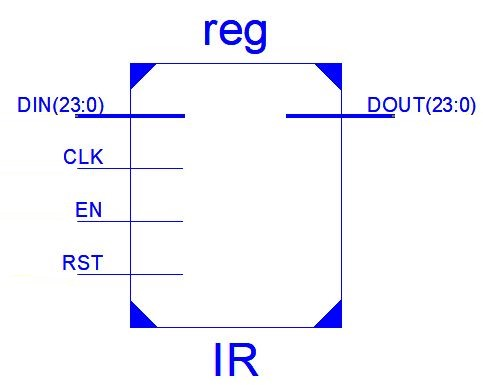 reg
DIN(23:0)
DOUT(23:0)
CLK
EN
RST
IR